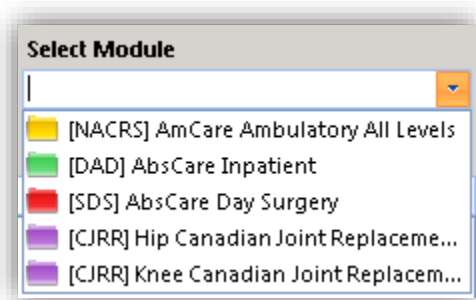 Select Module
[NACRS] AmCare Ambulatory All Levels
[DAD] AbsCare Inpatient
[SDS] AbsCare Day Surgery
[CJRR] Hip Canadian Joint Replaceme...
[CJRR] Knee Canadian Joint Replacem...